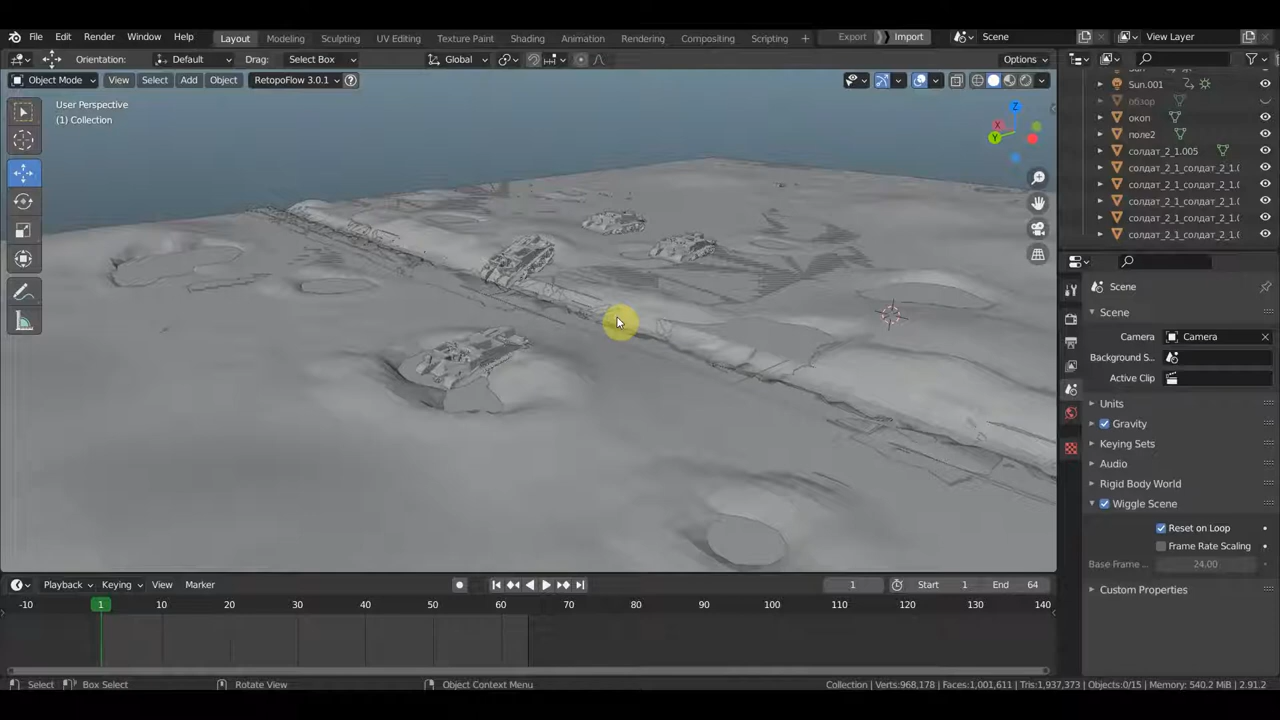 File Edit Render Window Help Layout Modeling Sculpting UV Editing Texture Paint Shading Animation Rendering Compositing Scripting + Export Import Scene View Layer
Orientation: Default Drag: Select Box Global Options
Object Mode View Select Add Object RetopoFlow 3.0.1
User Perspective
(1) Collection
Z
X
Y
Sun.001
обзор
окоп
поле2
солдат_2_1.005
солдат_2_1_солдат_2_1.(
солдат_2_1_солдат_2_1.(
солдат_2_1_солдат_2_1.(
солдат_2_1_солдат_2_1.(
солдат_2_1_солдат_2_1.(
Scene
Scene
Camera Camera
Background S...
Active Clip
Units
Gravity
Keying Sets
Audio
Rigid Body World
Wiggle Scene
Reset on Loop
Frame Rate Scaling
Base Frame ... 24.00
Custom Properties
Playback Keying View Marker 1 Start 1 End 64
-10 1 10 20 30 40 50 60 70 80 90 100 110 120 130 140
Select Box Select Rotate View Object Context Menu Collection | Verts:968,178 | Faces:1,001,611 | Tris:1,937,373 | Objects:0/15 | Memory: 540.2 MiB | 2.91.2